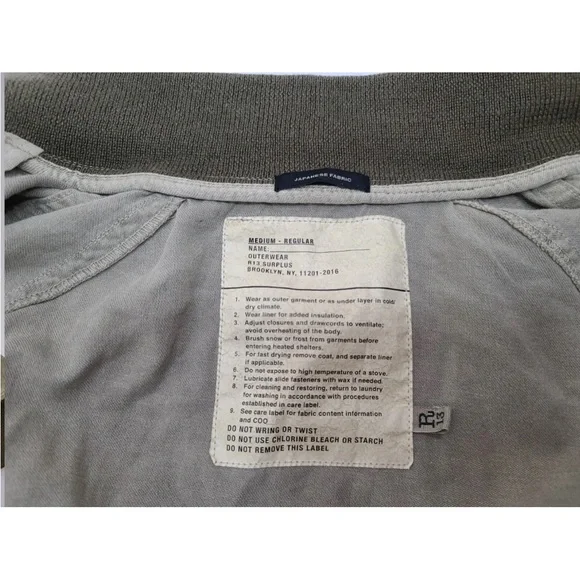 JAPANESE FABRIC
MEDIUM - REGULAR
NAME:
OUTERWEAR
R13 SURPLUS
BROOKLYN, NY, 11201-2016
1. Wear as outer garment or as under layer in cold/
dry climate.
2. Wear liner for added insulation.
3. Adjust closures and drawcords to ventilate;
avoid overheating of the body.
4. Brush snow or frost from garments before
entering heated shelters.
5. For fast drying remove coat, and separate liner
if applicable.
6. Do not expose to high temperature of a stove.
7. Lubricate slide fasteners with wax if needed.
8. For cleaning and restoring, return to laundry
for washing in accordance with procedures
established in care label.
9. See care label for fabric content information
and COO
DO NOT WRING OR TWIST
DO NOT USE CHLORINE BLEACH OR STARCH
DO NOT REMOVE THIS LABEL
13